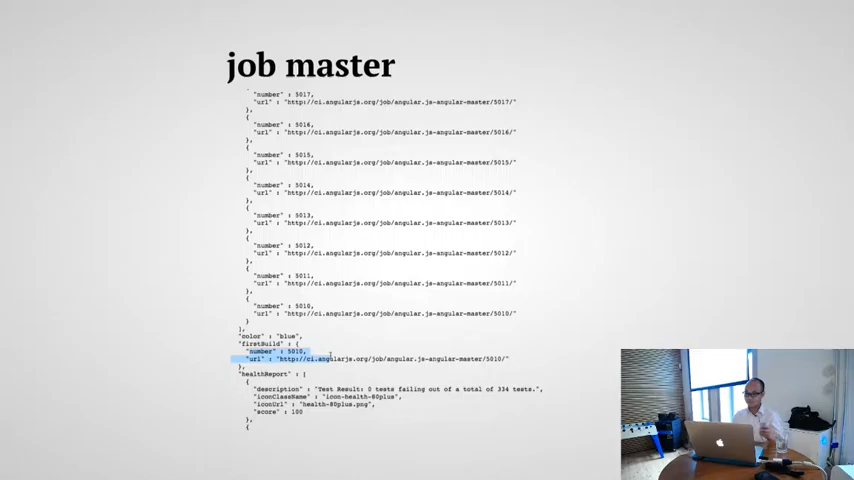 job master
"number" : 5017,
"url" : "http://ci.angularjs.org/job/angular.js-angular-master/5017/"
},
{
"number" : 5016,
"url" : "http://ci.angularjs.org/job/angular.js-angular-master/5016/"
},
{
"number" : 5015,
"url" : "http://ci.angularjs.org/job/angular.js-angular-master/5015/"
},
{
"number" : 5014,
"url" : "http://ci.angularjs.org/job/angular.js-angular-master/5014/"
},
{
"number" : 5013,
"url" : "http://ci.angularjs.org/job/angular.js-angular-master/5013/"
},
{
"number" : 5012,
"url" : "http://ci.angularjs.org/job/angular.js-angular-master/5012/"
},
{
"number" : 5011,
"url" : "http://ci.angularjs.org/job/angular.js-angular-master/5011/"
},
{
"number" : 5010,
"url" : "http://ci.angularjs.org/job/angular.js-angular-master/5010/"
}
],
"color" : "blue",
"firstBuild" : {
"number" : 5010,
"url" : "http://ci.angularjs.org/job/angular.js-angular-master/5010/"
},
"healthReport" : [
{
"description" : "Test Result: 0 tests failing out of a total of 334 tests.",
"iconClassName" : "icon-health-80plus",
"iconUrl" : "health-80plus.png",
"score" : 100
},
{